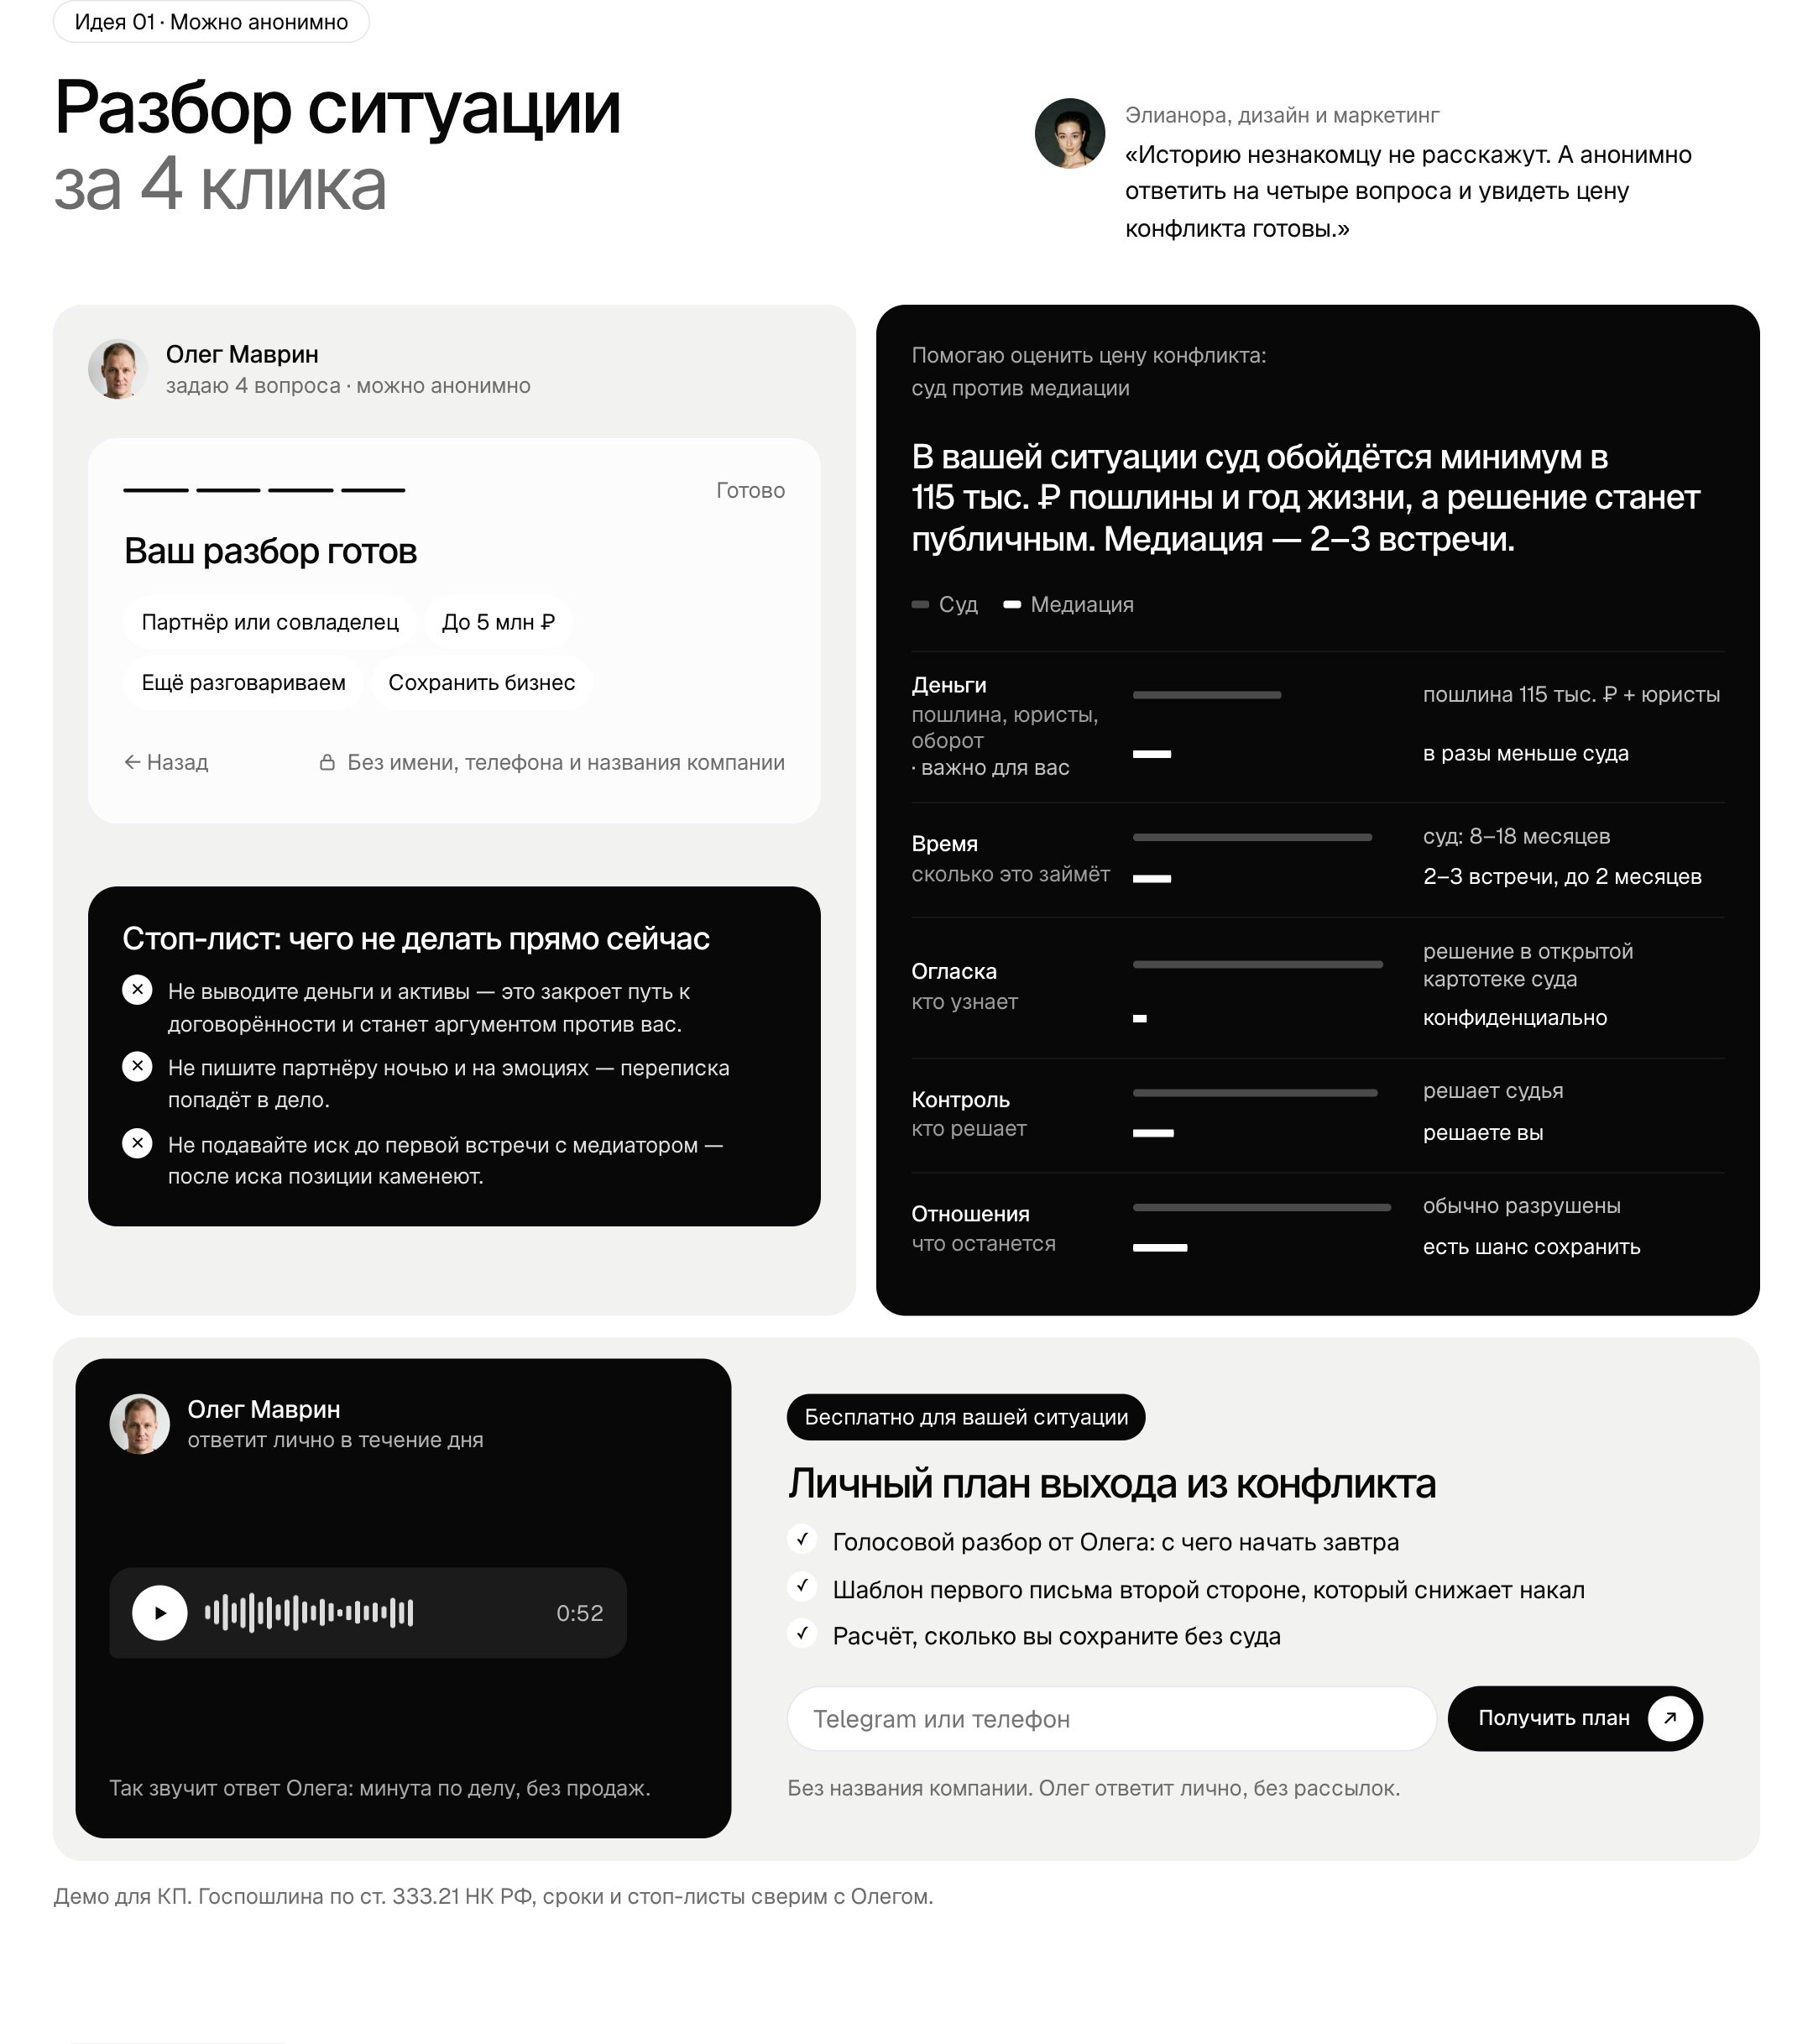 Идея 01 · Можно анонимно
Разбор ситуации
за 4 клика
Элианора, дизайн и маркетинг
«Историю незнакомцу не расскажут. А анонимно
ответить на четыре вопроса и увидеть цену
конфликта готовы.»
Олег Маврин
задаю 4 вопроса · можно анонимно
Готово
Ваш разбор готов
Партнёр или совладелец
До 5 млн ₽
Ещё разговариваем
Сохранить бизнес
← Назад
Без имени, телефона и названия компании
Стоп-лист: чего не делать прямо сейчас
Не выводите деньги и активы — это закроет путь к
договорённости и станет аргументом против вас.
Не пишите партнёру ночью и на эмоциях — переписка
попадёт в дело.
Не подавайте иск до первой встречи с медиатором —
после иска позиции каменеют.
Помогаю оценить цену конфликта:
суд против медиации
В вашей ситуации суд обойдётся минимум в
115 тыс. ₽ пошлины и год жизни, а решение станет
публичным. Медиация — 2–3 встречи.
Суд
Медиация
Деньги
пошлина, юристы,
оборот
· важно для вас
пошлина 115 тыс. ₽ + юристы
в разы меньше суда
Время
сколько это займёт
суд: 8–18 месяцев
2–3 встречи, до 2 месяцев
Огласка
кто узнает
решение в открытой
картотеке суда
конфиденциально
Контроль
кто решает
решает судья
решаете вы
Отношения
что останется
обычно разрушены
есть шанс сохранить
Олег Маврин
ответит лично в течение дня
0:52
Так звучит ответ Олега: минута по делу, без продаж.
Бесплатно для вашей ситуации
Личный план выхода из конфликта
Голосовой разбор от Олега: с чего начать завтра
Шаблон первого письма второй стороне, который снижает накал
Расчёт, сколько вы сохраните без суда
Telegram или телефон
Получить план
Без названия компании. Олег ответит лично, без рассылок.
Демо для КП. Госпошлина по ст. 333.21 НК РФ, сроки и стоп-листы сверим с Олегом.